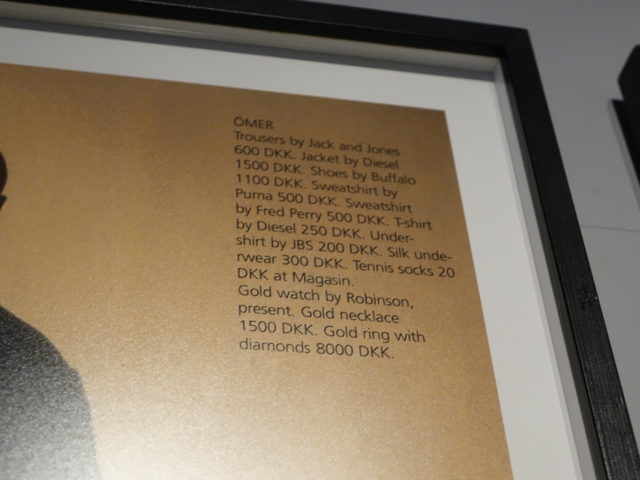 ÖMER
Trousers by Jack and Jones
600 DKK. Jacket by Diesel
1500 DKK. Shoes by Buffalo
1100 DKK. Sweatshirt by
Puma 500 DKK. Sweatshirt
by Fred Perry 500 DKK. T-shirt
by Diesel 250 DKK. Under-
shirt by JBS 200 DKK. Silk unde-
rwear 300 DKK. Tennis socks 20
DKK at Magasin.
Gold watch by Robinson,
present. Gold necklace
1500 DKK. Gold ring with
diamonds 8000 DKK.